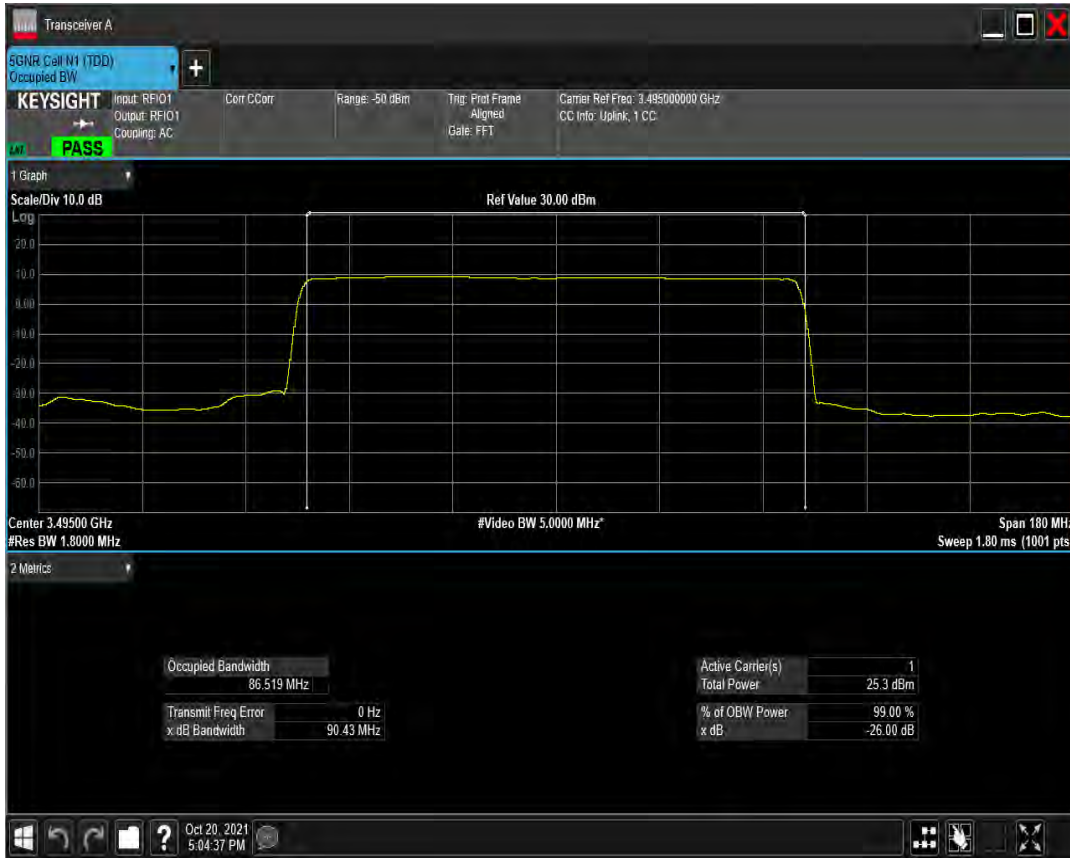 Transceiver A
5GNR Cell N1 (TDD)
Occupied BW
KEYSIGHT
Input: RFIO1
Output: RFIO1
Coupling: AC
Corr CCorr
Range: -50 dBm
Trig: Prot Frame
Aligned
Gate: FFT
Carrier Ref Freq: 3.495000000 GHz
CC Info: Uplink, 1 CC
PASS
1 Graph
Scale/Div 10.0 dB
Ref Value 30.00 dBm
Log
20.0
10.0
0.00
-10.0
-20.0
-30.0
-40.0
-50.0
-60.0
Center 3.49500 GHz
#Video BW 5.0000 MHz*
Span 180 MHz
#Res BW 1.8000 MHz
Sweep 1.80 ms (1001 pts
2 Metrics
Occupied Bandwidth
86.519 MHz
Transmit Freq Error 0 Hz
x dB Bandwidth 90.43 MHz
Active Carrier(s) 1
Total Power 25.3 dBm
% of OBW Power 99.00 %
x dB -26.00 dB
Oct 20, 2021
5:04:37 PM